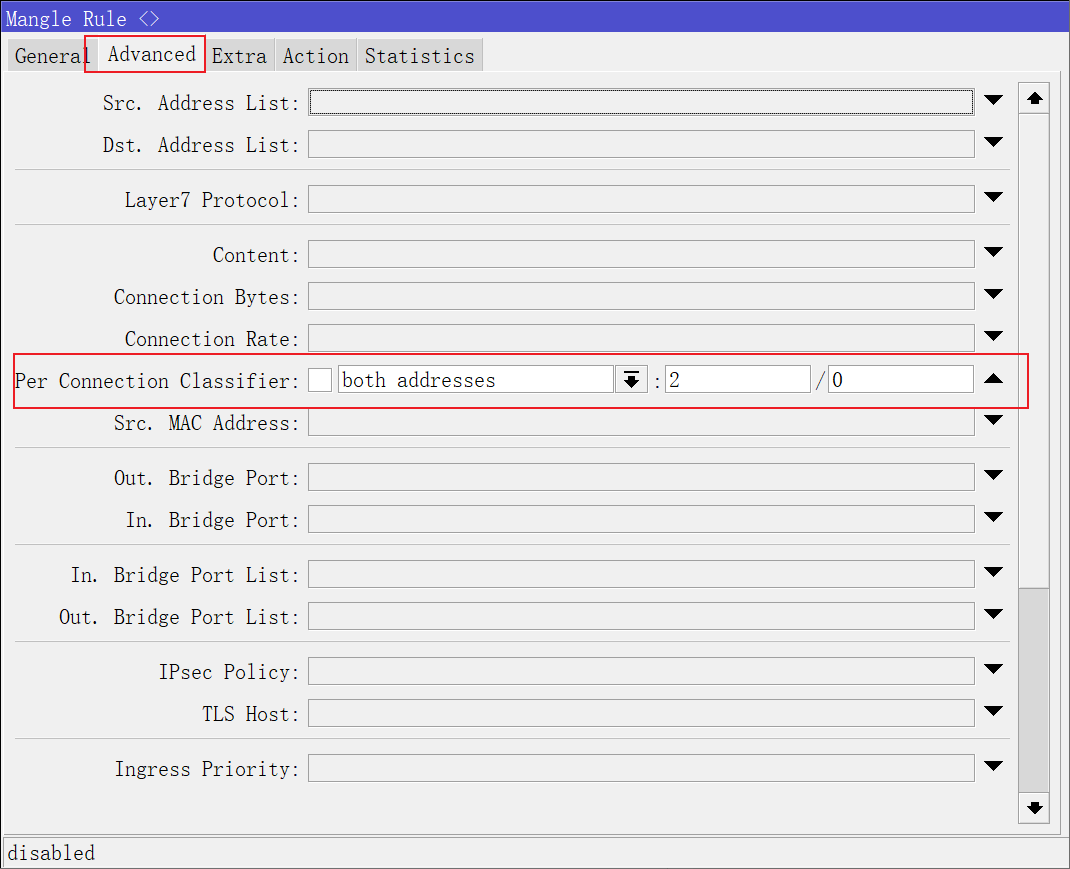 Mangle Rule <>
General Advanced Extra Action Statistics
Src. Address List:
Dst. Address List:
Layer7 Protocol:
Content:
Connection Bytes:
Connection Rate:
Per Connection Classifier: both addresses : 2 / 0
Src. MAC Address:
Out. Bridge Port:
In. Bridge Port:
In. Bridge Port List:
Out. Bridge Port List:
IPsec Policy:
TLS Host:
Ingress Priority:
disabled